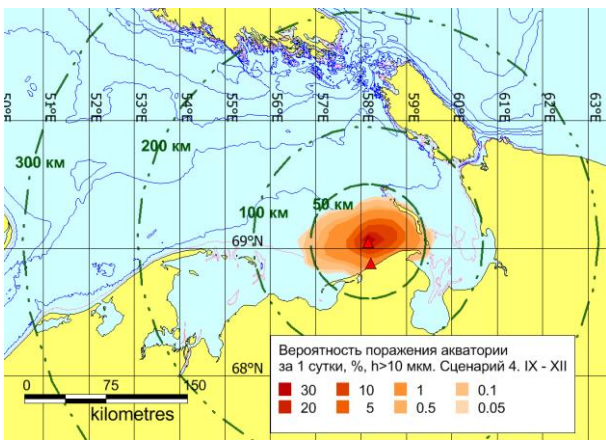 50°E
51°E
52°E
53°E
54°E
55°E
56°E
57°E
58°E
59°E
60°E
61°E
62°E
63°E
300 км
200 км
100 км
50 км
69°N
68°N
Вероятность поражения акватории
за 1 сутки, %, h>10 мкм. Сценарий 4. IX - XII
30 10 1 0.1
20 5 0.5 0.05
0 75 150
kilometres